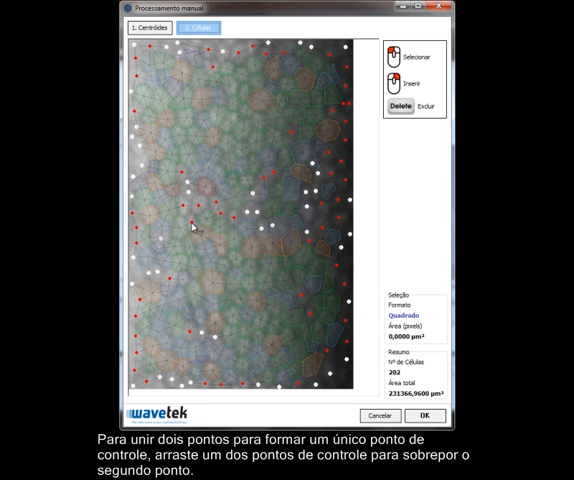 Processamento manual
1. Centróides
2. Células
Selecionar
Inserir
Delete
Excluir
Seleção
Formato
Quadrado
Área (pixels)
0,0000 µm²
Resumo
Nº de Células
202
Área total
231366,9600 µm²
wavetek
Cancelar
OK
Para unir dois pontos para formar um único ponto de
controle, arraste um dos pontos de controle para sobrepor o
segundo ponto.